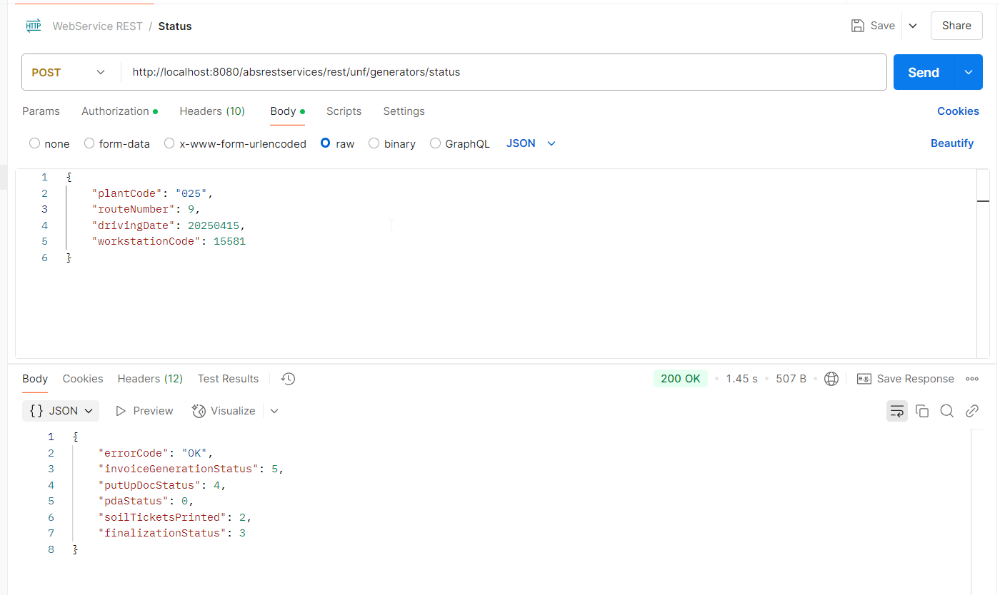 HTTP WebService REST / Status Save Share
POST http://localhost:8080/absrestservices/rest/unf/generators/status Send
Params Authorization Headers (10) Body Scripts Settings Cookies
none form-data x-www-form-urlencoded raw binary GraphQL JSON Beautify
1 {
2 "plantCode": "025",
3 "routeNumber": 9,
4 "drivingDate": 20250415,
5 "workstationCode": 15581
6 }
Body Cookies Headers (12) Test Results 200 OK 1.45 s 507 B e.g. Save Response
{} JSON Preview Visualize
1 {
2 "errorCode": "OK",
3 "invoiceGenerationStatus": 5,
4 "putUpDocStatus": 4,
5 "pdaStatus": 0,
6 "soilTicketsPrinted": 2,
7 "finalizationStatus": 3
8 }